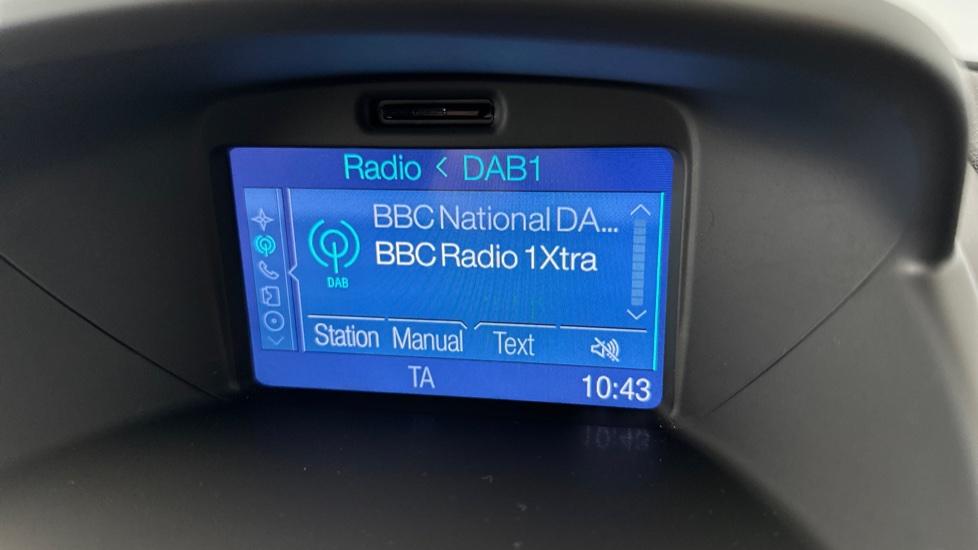 Radio < DAB1
BBC National DA...
BBC Radio 1Xtra
DAB
Station Manual Text
TA 10:43